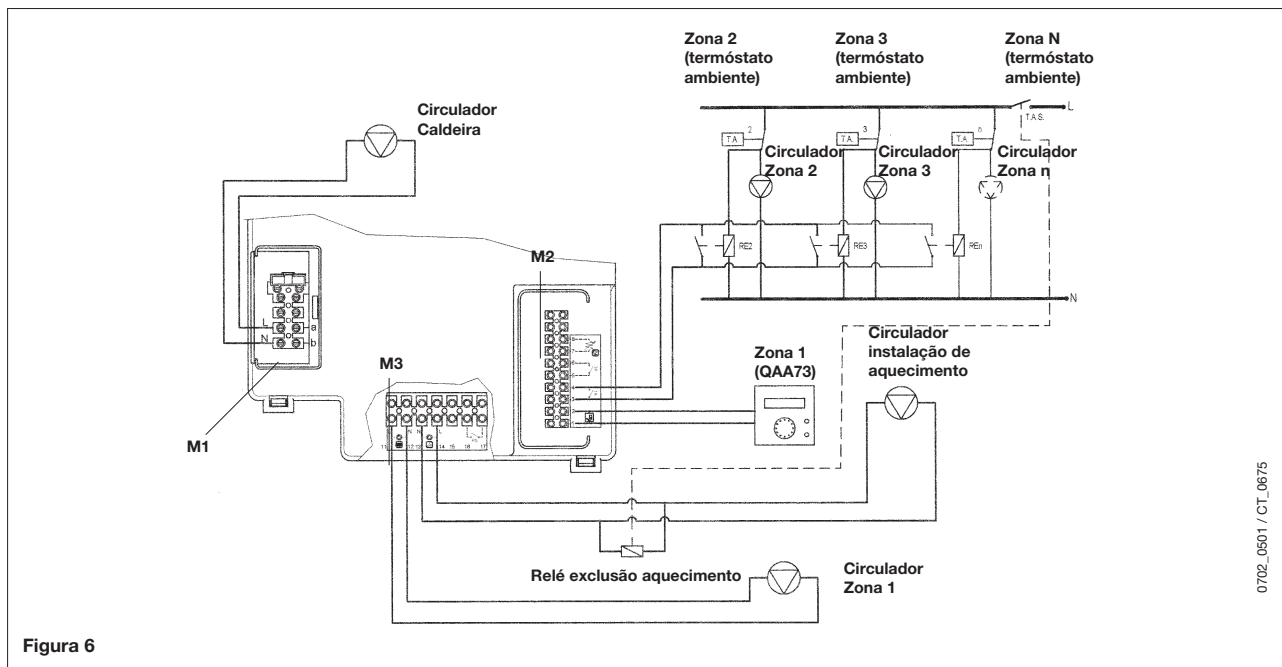 Zona 2
(termóstato
ambiente)
Zona 3
(termóstato
ambiente)
Zona N
(termóstato
ambiente)
Circulador
Caldeira
L
T.A.S.
T.A.
2
T.A.
3
n
Circulador
Zona 2
Circulador
Zona 3
Circulador
Zona n
RE2
RE3
REn
N
M2
L
a
N
b
M1
M3
11
12
13
14
15
16
17
N
N
L
Zona 1
(QAA73)
Circulador
instalação de
aquecimento
Relé exclusão aquecimento
Circulador
Zona 1
0702_0501 / CT_0675
Figura 6